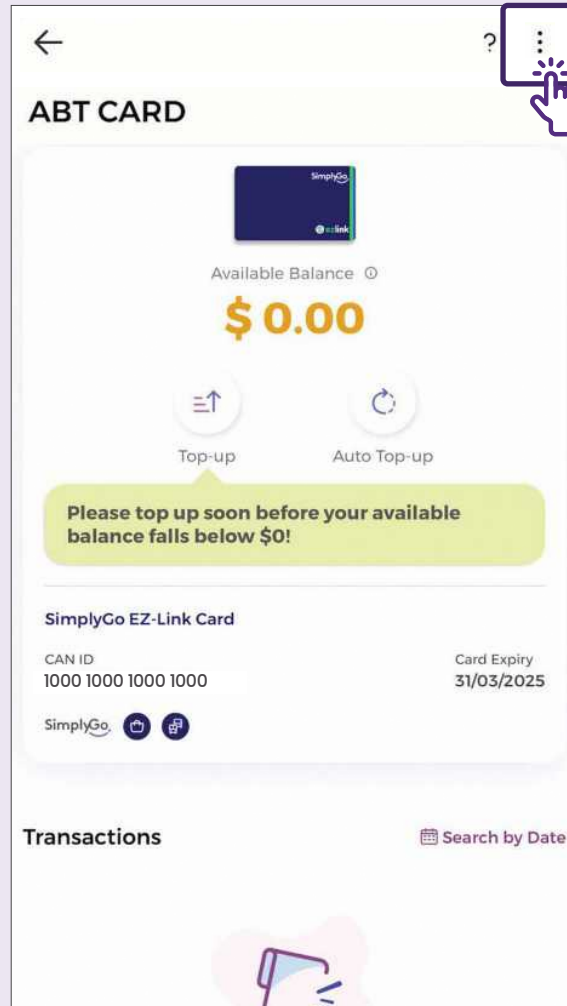 ?
ABT CARD
SimplyGo
ezlink
Available Balance
$ 0.00
Top-up
Auto Top-up
Please top up soon before your available
balance falls below $0!
SimplyGo EZ-Link Card
CAN ID
Card Expiry
1000 1000 1000 1000
31/03/2025
SimplyGo
Transactions
Search by Date